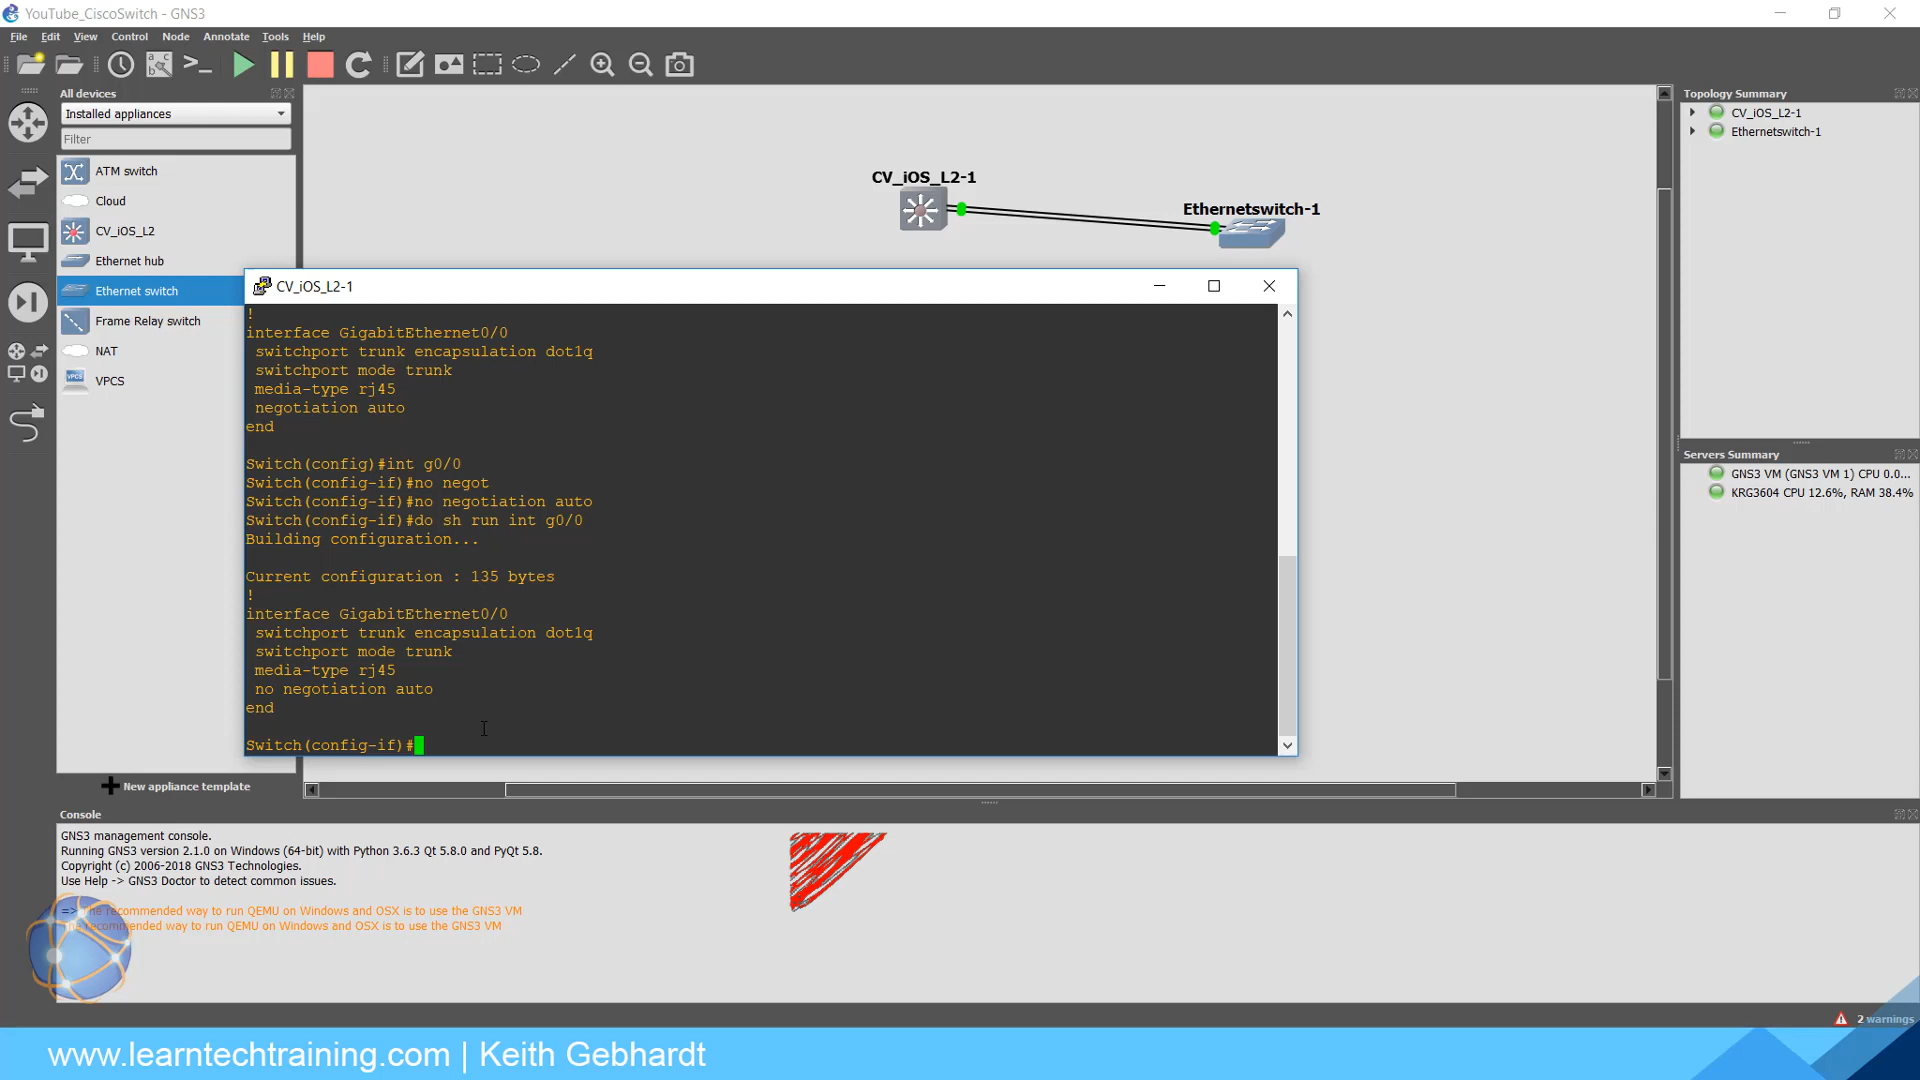 YouTube_CiscoSwitch - GNS3
File Edit View Control Node Annotate Tools Help
All devices
Installed appliances
Filter
ATM switch
Cloud
CV_iOS_L2
Ethernet hub
Ethernet switch
Frame Relay switch
NAT
VPCS
New appliance template
CV_iOS_L2-1
Ethernetswitch-1
CV_iOS_L2-1
!
interface GigabitEthernet0/0
switchport trunk encapsulation dot1q
switchport mode trunk
media-type rj45
negotiation auto
end
Switch(config)#int g0/0
Switch(config-if)#no negot
Switch(config-if)#no negotiation auto
Switch(config-if)#do sh run int g0/0
Building configuration...
Current configuration : 135 bytes
!
interface GigabitEthernet0/0
switchport trunk encapsulation dot1q
switchport mode trunk
media-type rj45
no negotiation auto
end
Switch(config-if)#
Topology Summary
CV_iOS_L2-1
Ethernetswitch-1
Servers Summary
GNS3 VM (GNS3 VM 1) CPU 0.0...
KRG3604 CPU 12.6%, RAM 38.4%
Console
GNS3 management console.
Running GNS3 version 2.1.0 on Windows (64-bit) with Python 3.6.3 Qt 5.8.0 and PyQt 5.8.
Copyright (c) 2006-2018 GNS3 Technologies.
Use Help -> GNS3 Doctor to detect common issues.
=> The recommended way to run QEMU on Windows and OSX is to use the GNS3 VM
recommended way to run QEMU on Windows and OSX is to use the GNS3 VM
2 warnings
www.learntechtraining.com | Keith Gebhardt